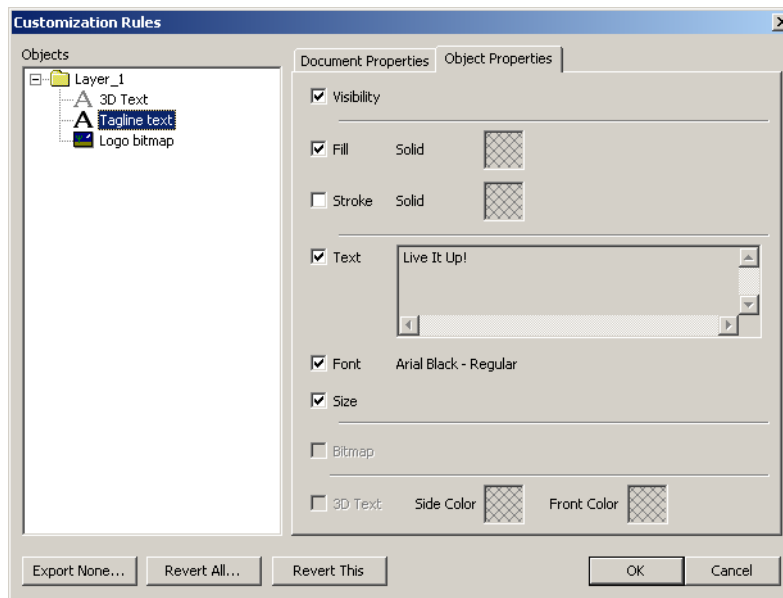 Customization Rules
Objects
Layer_1
3D Text
Tagline text
Logo bitmap
Document Properties
Object Properties
Visibility
Fill Solid
Stroke Solid
Text Live It Up!
Font Arial Black - Regular
Size
Bitmap
3D Text Side Color Front Color
Export None... Revert All... Revert This OK Cancel